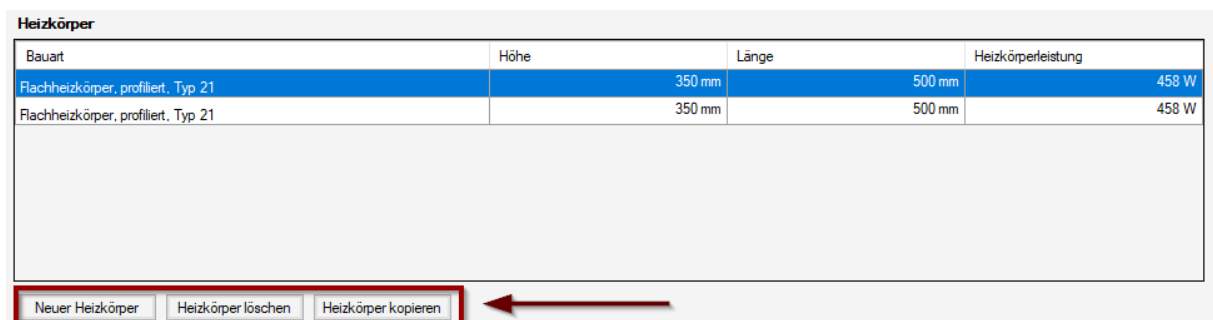 Heizkörper
Bauart Höhe Länge Heizkörperleistung
Flachheizkörper, profiliert, Typ 21 350 mm 500 mm 458 W
Flachheizkörper, profiliert, Typ 21 350 mm 500 mm 458 W
Neuer Heizkörper Heizkörper löschen Heizkörper kopieren